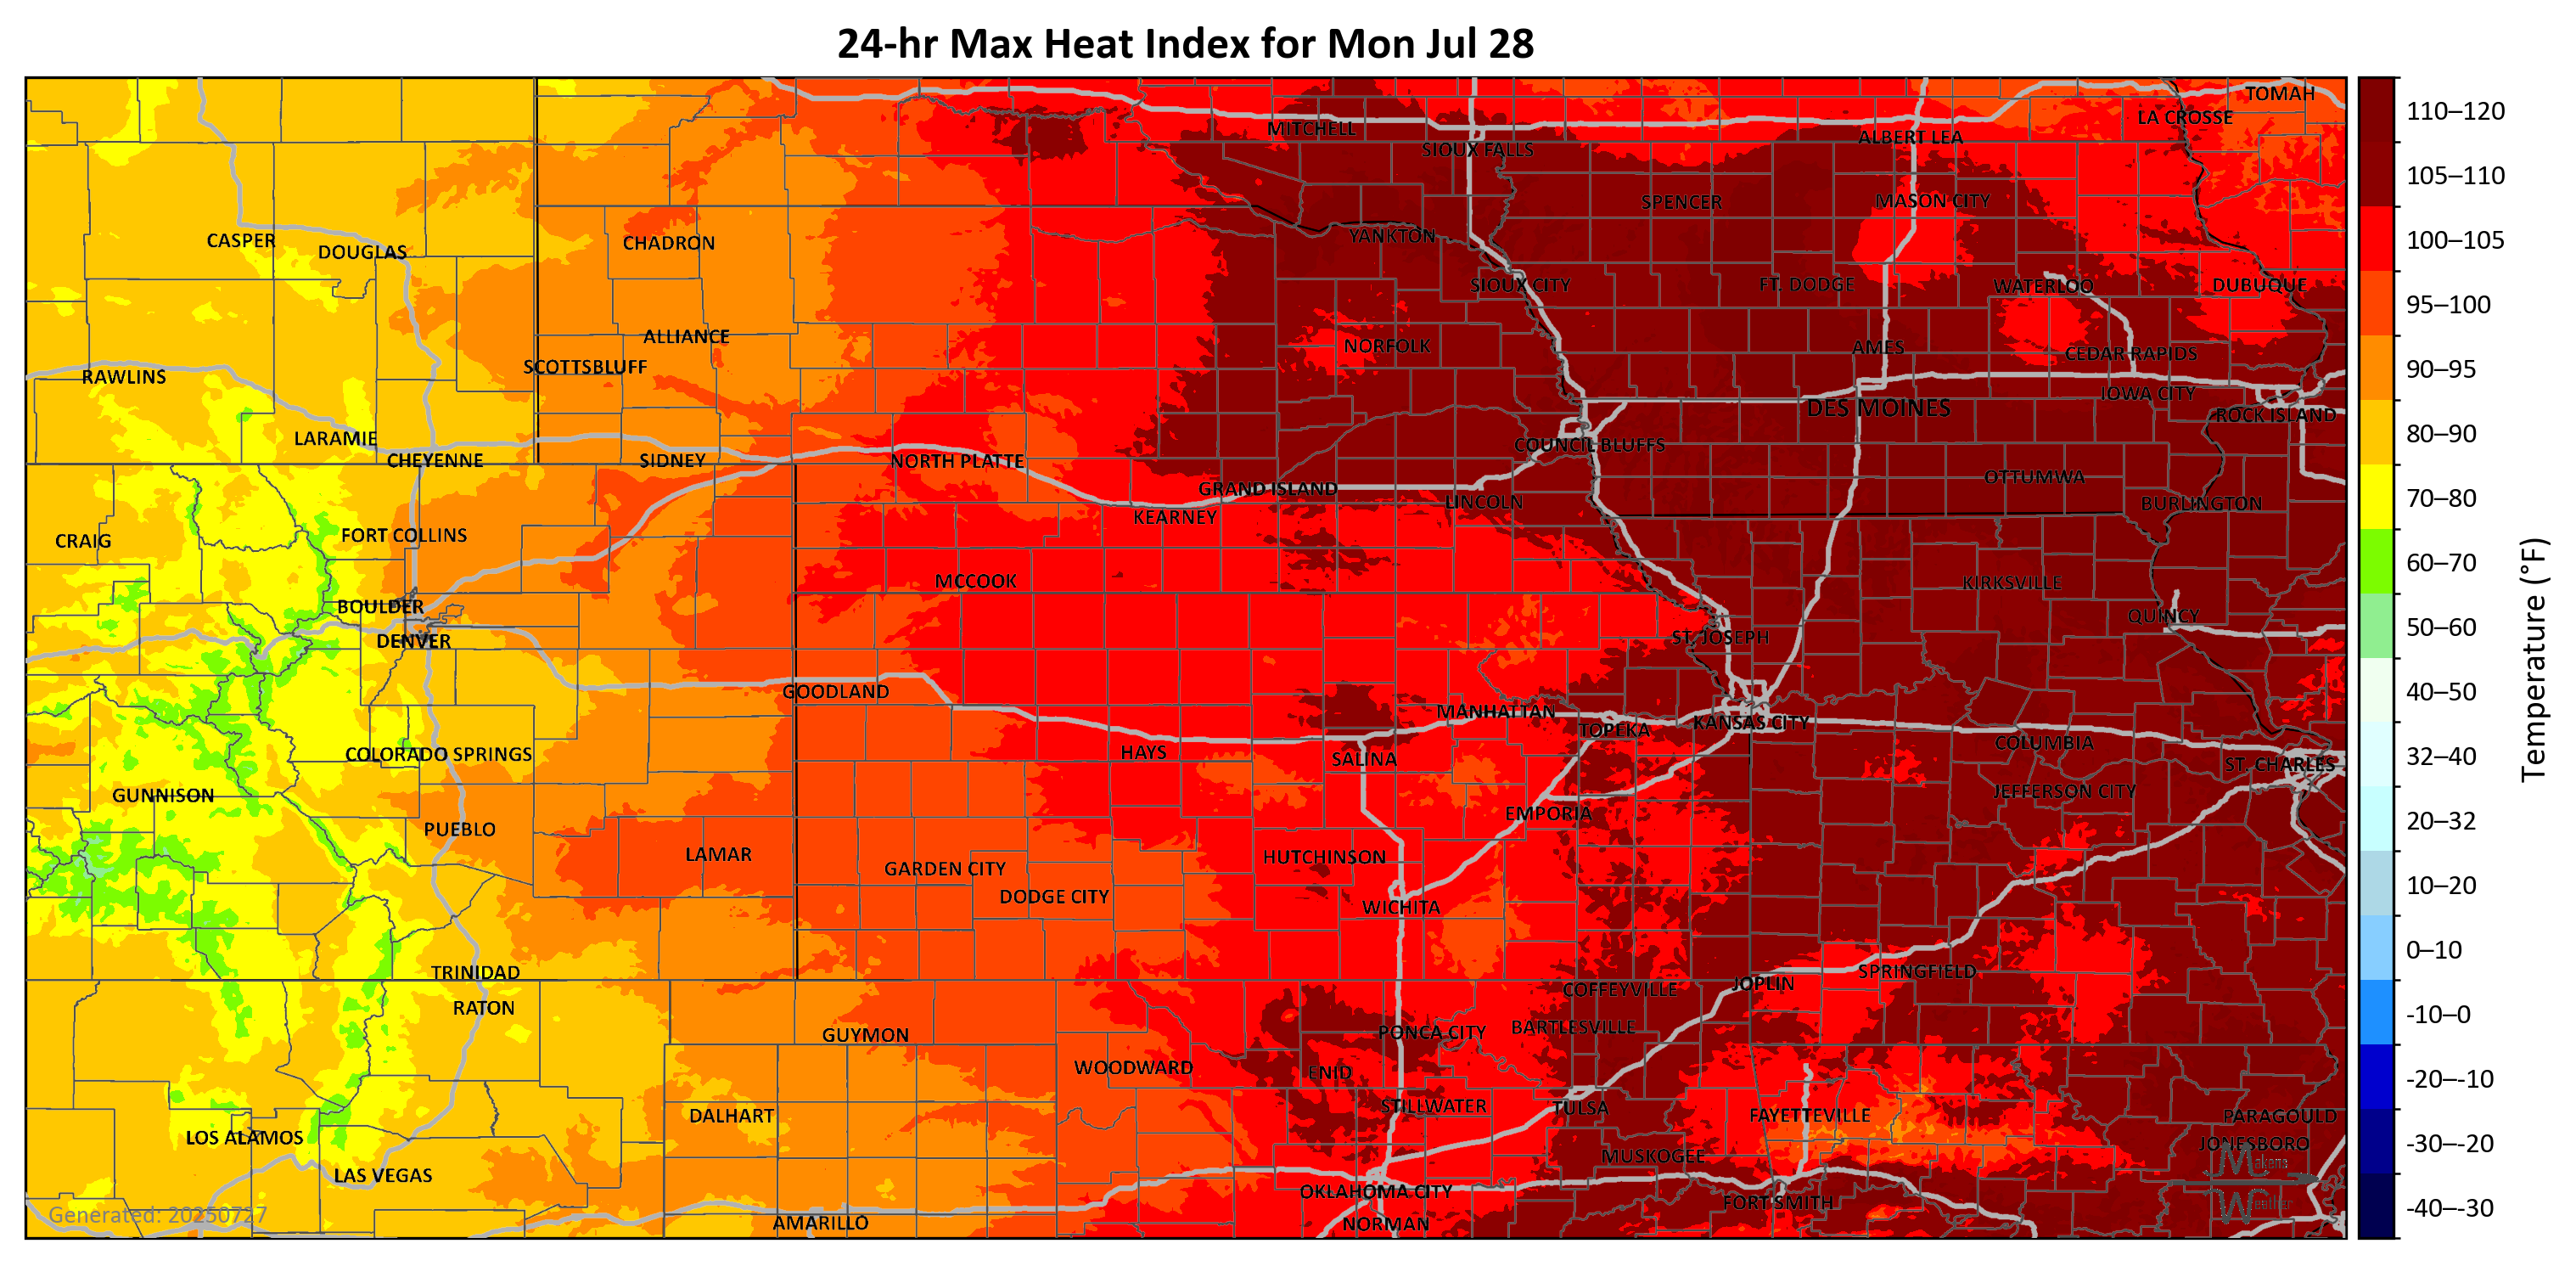 24-hr Max Heat Index for Mon Jul 28
TOMAH
LA CROSSE
MITCHELL
ALBERT LEA
SIOUX FALLS
SPENCER
MASON CITY
YANKTON
CASPER
CHADRON
DOUGLAS
SIOUX CITY
FT. DODGE
WATERLOO
DUBUQUE
ALLIANCE
NORFOLK
AMES
CEDAR RAPIDS
SCOTTSBLUFF
RAWLINS
IOWA CITY
DES MOINES
ROCK ISLAND
LARAMIE
COUNCIL BLUFFS
CHEYENNE
SIDNEY
NORTH PLATTE
OTTUMWA
GRAND ISLAND
LINCOLN
BURLINGTON
KEARNEY
FORT COLLINS
CRAIG
MCCOOK
KIRKSVILLE
BOULDER
QUINCY
DENVER
ST. JOSEPH
GOODLAND
MANHATTAN
KANSAS CITY
TOPEKA
COLUMBIA
COLORADO SPRINGS
HAYS
SALINA
ST. CHARLES
GUNNISON
JEFFERSON CITY
EMPORIA
PUEBLO
LAMAR
HUTCHINSON
GARDEN CITY
DODGE CITY
WICHITA
TRINIDAD
SPRINGFIELD
JOPLIN
COFFEYVILLE
RATON
BARTLESVILLE
PONCA CITY
GUYMON
WOODWARD
ENID
STILLWATER
TULSA
DALHART
FAYETTEVILLE
PARAGOULD
LOS ALAMOS
JONESBORO
MUSKOGEE
Makens
LAS VEGAS
OKLAHOMA CITY
FORT SMITH
Weather
Generated: 20250727
AMARILLO
NORMAN
110–120
105–110
100–105
95–100
90–95
80–90
70–80
60–70
50–60
40–50
32–40
20–32
10–20
0–10
-10–0
-20–-10
-30–-20
-40–-30
Temperature (°F)